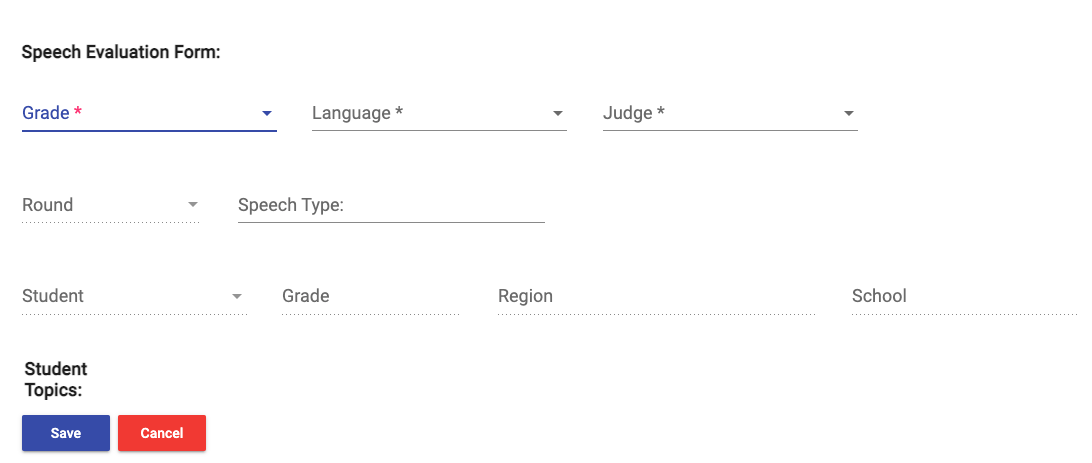 Speech Evaluation Form:
Grade * Language * Judge *
Round Speech Type:
Student Grade Region School
Student
Topics:
Save Cancel